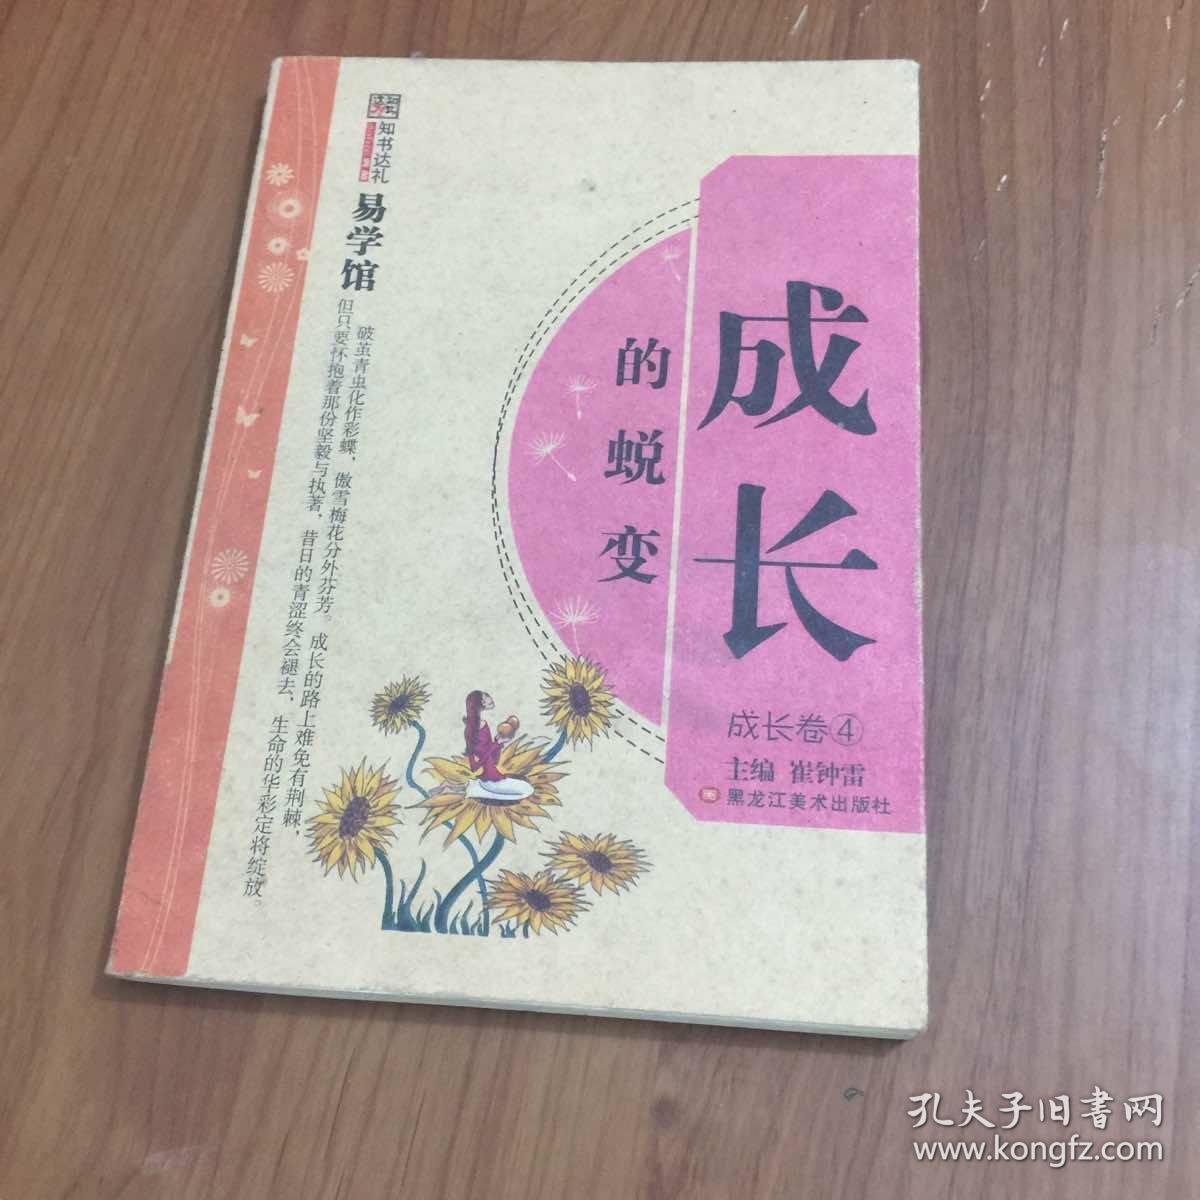 成长
的蜕变
成长卷④
主编 崔钟雷
黑龙江美术出版社
知书达礼
易学馆
破茧青虫化作彩蝶，傲雪梅花分外芬芳。成长的路上难免有荆棘，
但只要怀抱着那份坚毅与执著，昔日的青涩终会褪去，生命的华彩定将绽放。
孔夫子旧书网
www.kongfz.com